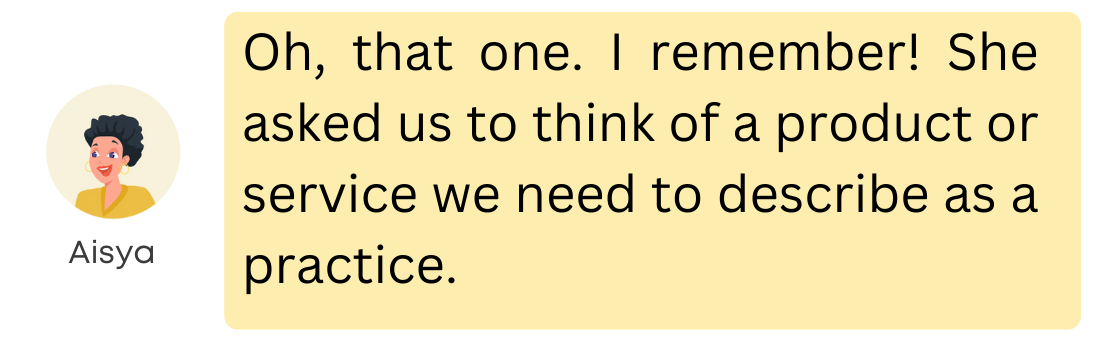 Oh, that one. I remember! She
asked us to think of a product or
service we need to describe as a
practice.
Aisya